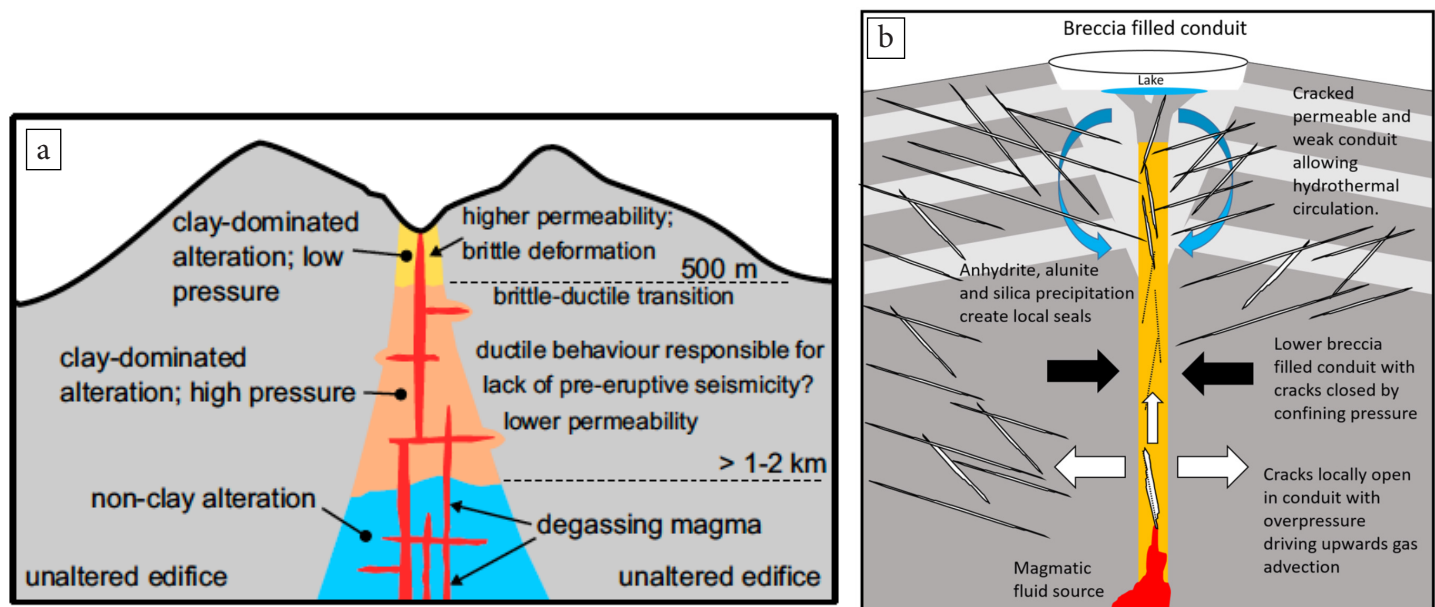 a
clay-dominated
alteration; low
pressure
higher permeability;
brittle deformation
500 m
brittle-ductile transition
clay-dominated
alteration; high pressure
ductile behaviour responsible for
lack of pre-eruptive seismicity?
lower permeability
> 1-2 km
non-clay alteration
degassing magma
unaltered edifice
unaltered edifice
b
Breccia filled conduit
Lake
Cracked
permeable and
weak conduit
allowing
hydrothermal
circulation.
Anhydrite, alunite
and silica precipitation
create local seals
Lower breccia
filled conduit with
cracks closed by
confining pressure
Cracks locally open
in conduit with
overpressure
driving upwards gas
advection
Magmatic
fluid source